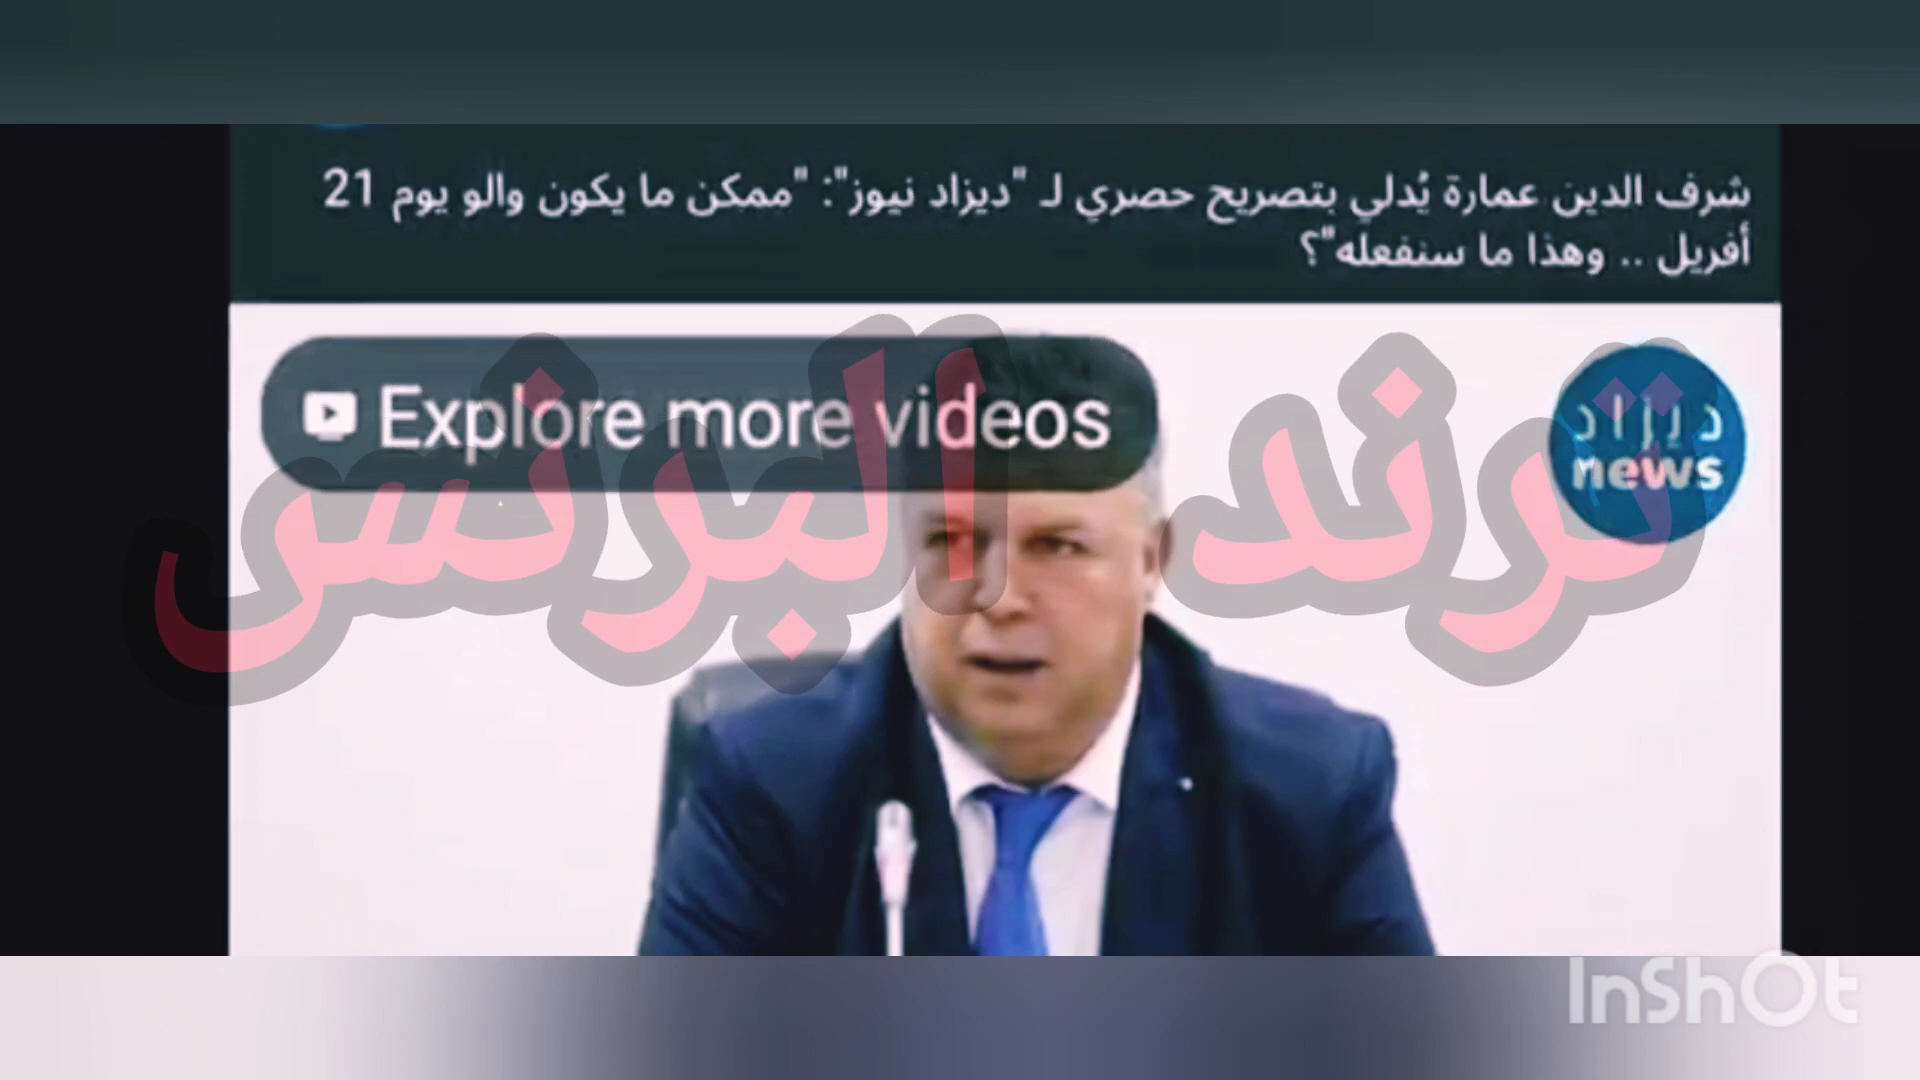 شرف الدين عمارة يُدلي بتصريح حصري لـ "ديزاد نيوز": "ممكن ما يكون والو يوم 21
أفريل .. وهذا ما سنفعله"؟
Explore more videos
ديزاد
news
ترند البرنس
InShOt